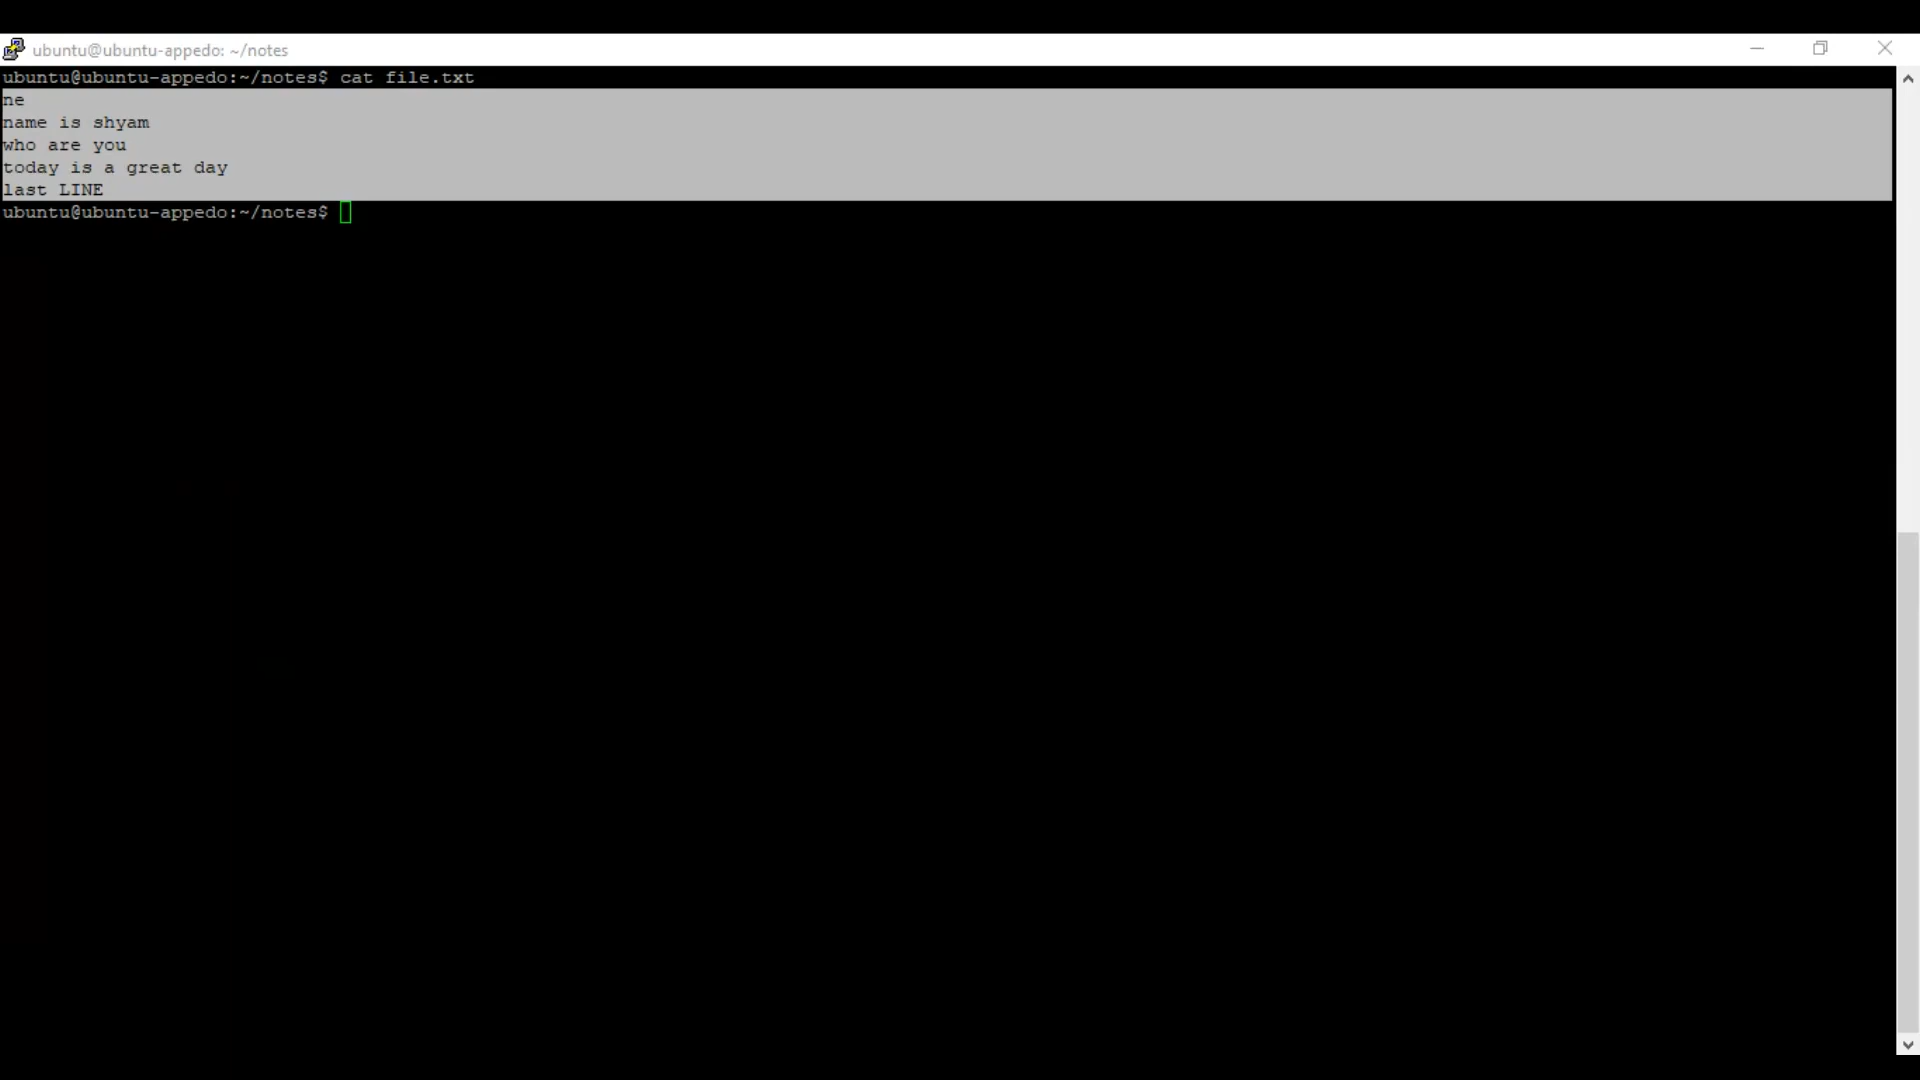 ubuntu@ubuntu-appedo: ~/notes
ubuntu@ubuntu-appedo:~/notes$ cat file.txt
ne
name is shyam
who are you
today is a great day
last LINE
ubuntu@ubuntu-appedo:~/notes$